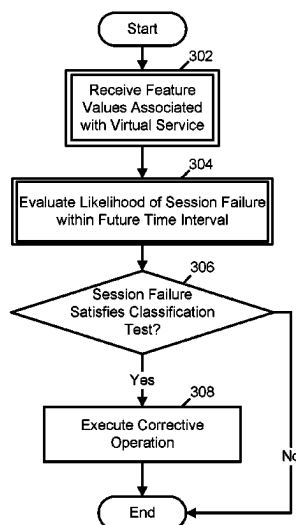 Start
302
Receive Feature
Values Associated
with Virtual Service
304
Evaluate Likelihood of Session Failure
within Future Time Interval
306
Session Failure
Satisfies Classification
Test?
Yes
308
Execute Corrective
Operation
No
End